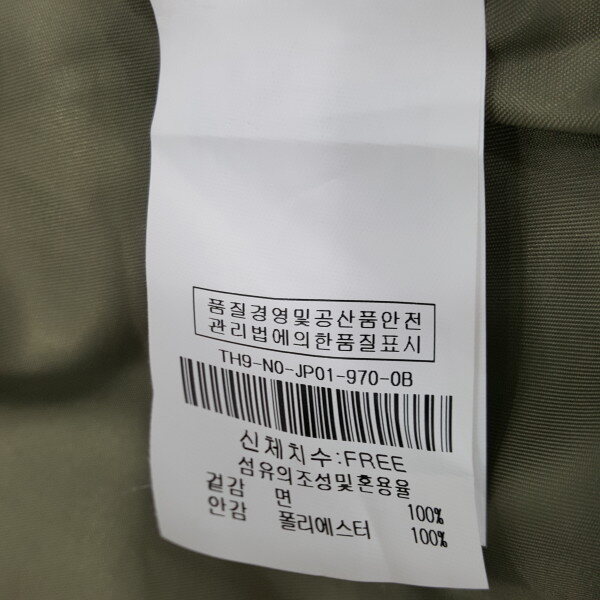 품질경영및공산품안전
관리법에의한품질표시
TH9-NO-JP01-970-0B
신체치수:FREE
섬유의조성및혼용율
겉감 면 100%
안감 폴리에스터 100%